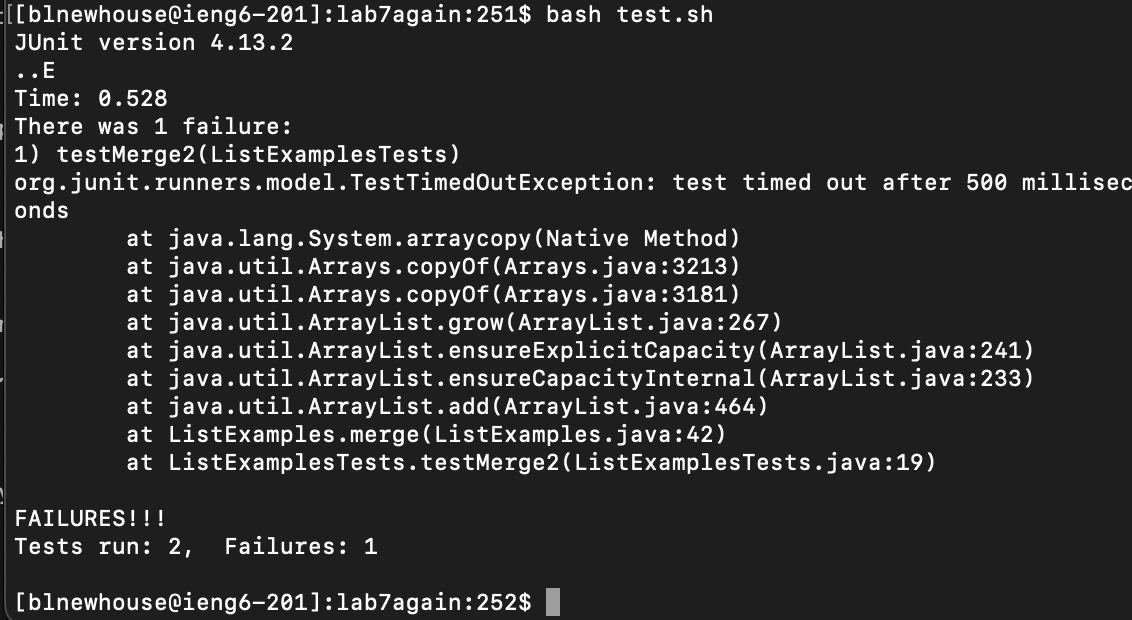 [[blnewhouse@ieng6-201]:lab7again:251$ bash test.sh
JUnit version 4.13.2
..E
Time: 0.528
There was 1 failure:
1) testMerge2(ListExamplesTests)
org.junit.runners.model.TestTimedOutException: test timed out after 500 millisec
onds
        at java.lang.System.arraycopy(Native Method)
        at java.util.Arrays.copyOf(Arrays.java:3213)
        at java.util.Arrays.copyOf(Arrays.java:3181)
        at java.util.ArrayList.grow(ArrayList.java:267)
        at java.util.ArrayList.ensureExplicitCapacity(ArrayList.java:241)
        at java.util.ArrayList.ensureCapacityInternal(ArrayList.java:233)
        at java.util.ArrayList.add(ArrayList.java:464)
        at ListExamples.merge(ListExamples.java:42)
        at ListExamplesTests.testMerge2(ListExamplesTests.java:19)
FAILURES!!!
Tests run: 2,  Failures: 1
[blnewhouse@ieng6-201]:lab7again:252$